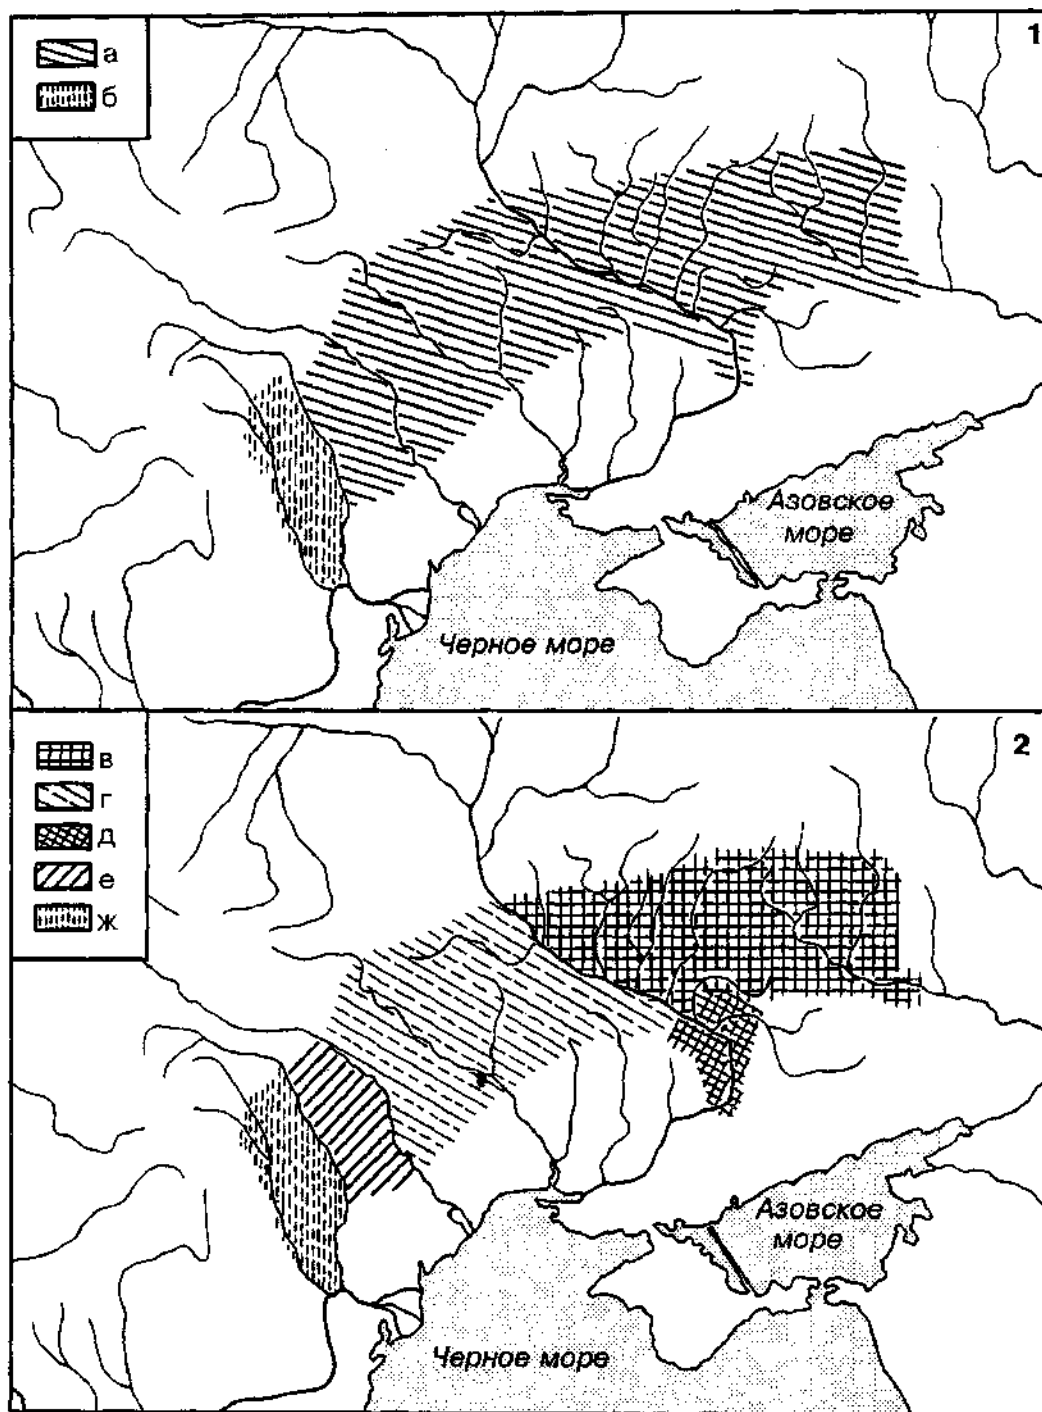 1
а
б
Азовское
море
Черное море
2
в
г
д
е
ж
Азовское
море
Черное море